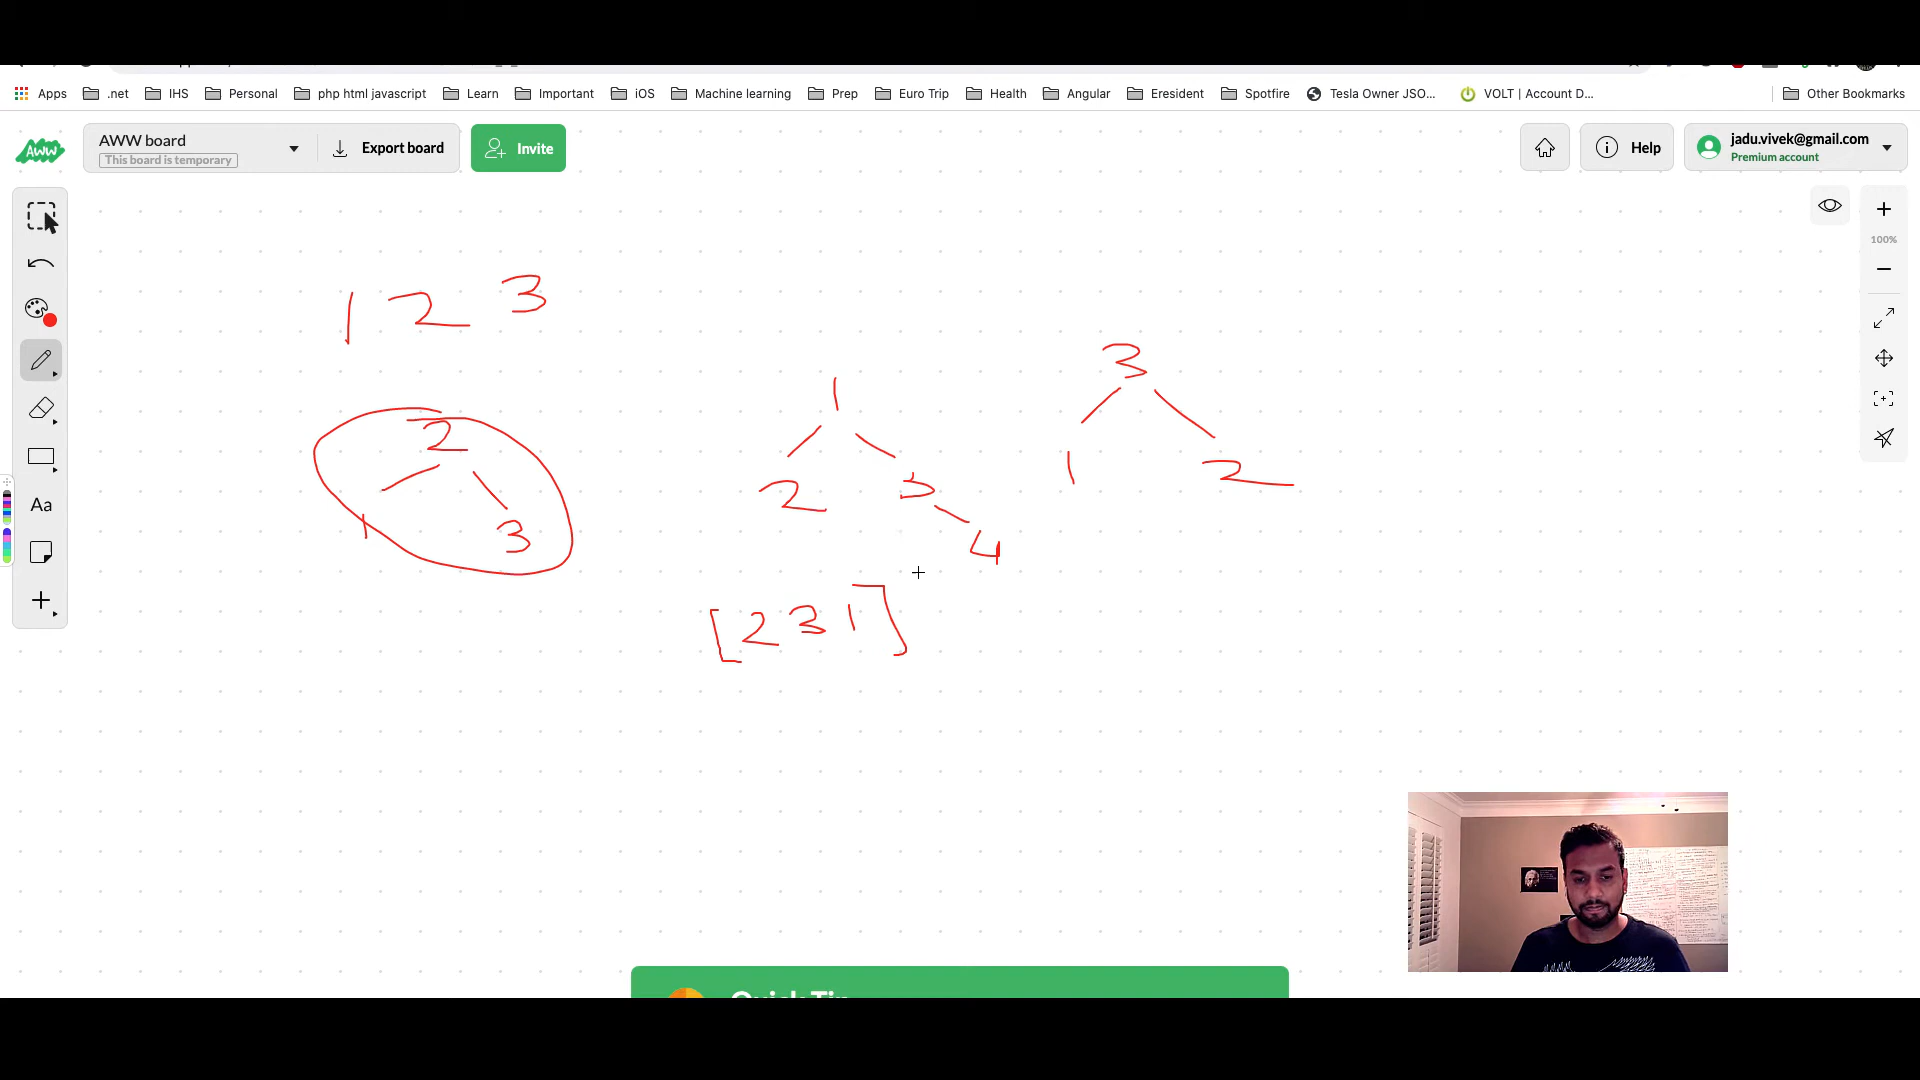 Apps .net IHS Personal php html javascript Learn Important iOS Machine learning Prep Euro Trip Health Angular Eresident Spotfire Tesla Owner JSO... VOLT | Account D... Other Bookmarks
AWW
AWW board
This board is temporary
Export board
Invite
Help
jadu.vivek@gmail.com
Premium account
100%
Aa
1 2 3
2
1 3
1
2 3
4
3
1 2
[2 3 1]
Quick Tip